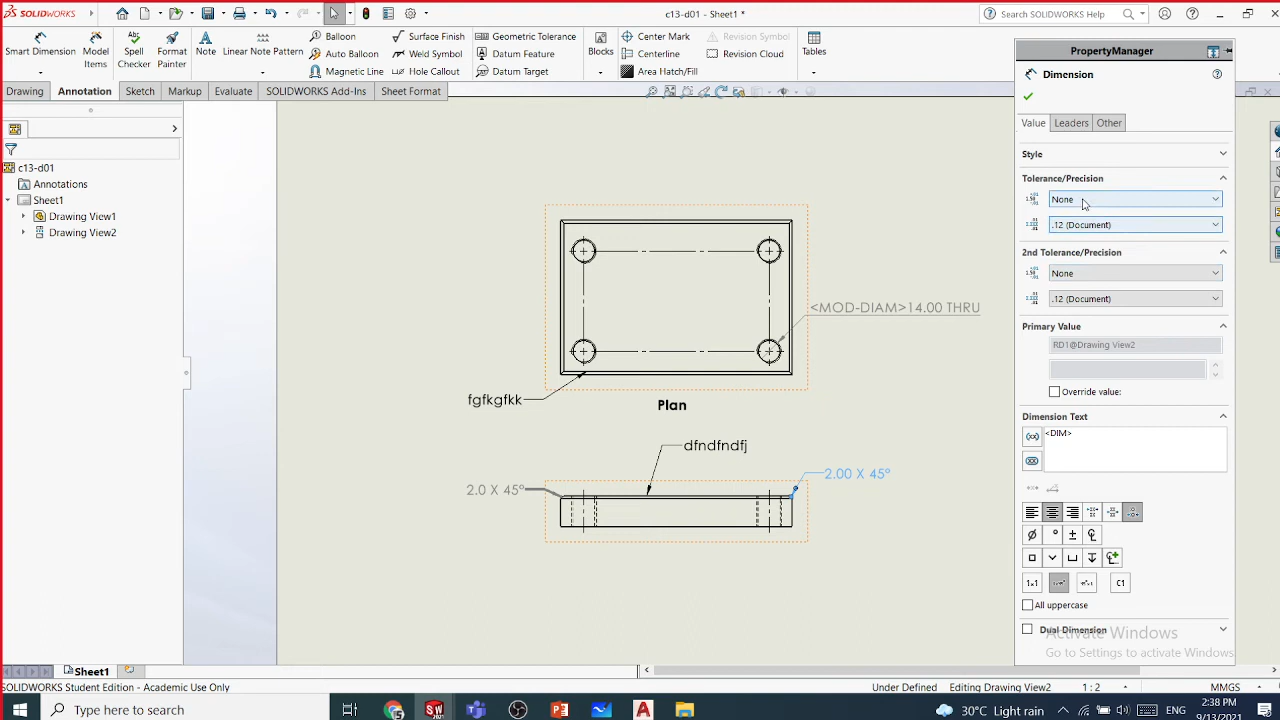 SOLIDWORKS
c13-d01 - Sheet1 *
Search SOLIDWORKS Help
Smart Dimension
Model Items
Spell Checker
Format Painter
Note
Linear Note Pattern
Balloon
Auto Balloon
Magnetic Line
Surface Finish
Weld Symbol
Hole Callout
Geometric Tolerance
Datum Feature
Datum Target
Blocks
Center Mark
Centerline
Area Hatch/Fill
Revision Symbol
Revision Cloud
Tables
Drawing
Annotation
Sketch
Markup
Evaluate
SOLIDWORKS Add-Ins
Sheet Format
c13-d01
Annotations
Sheet1
Drawing View1
Drawing View2
<MOD-DIAM>14.00 THRU
fgfkgfkk
Plan
dfndfndfj
2.0 X 45°
2.00 X 45°
PropertyManager
Dimension
Value
Leaders
Other
Style
Tolerance/Precision
None
.12 (Document)
2nd Tolerance/Precision
None
.12 (Document)
Primary Value
RD1@Drawing View2
Override value:
Dimension Text
<DIM>
1x1
C1
All uppercase
Dual Dimension
Activate Windows
Go to Settings to activate Windows
Sheet1
SOLIDWORKS Student Edition - Academic Use Only
Under Defined
Editing Drawing View2
1 : 2
MMGS
Type here to search
30°C Light rain
2:38 PM
9/13/2021